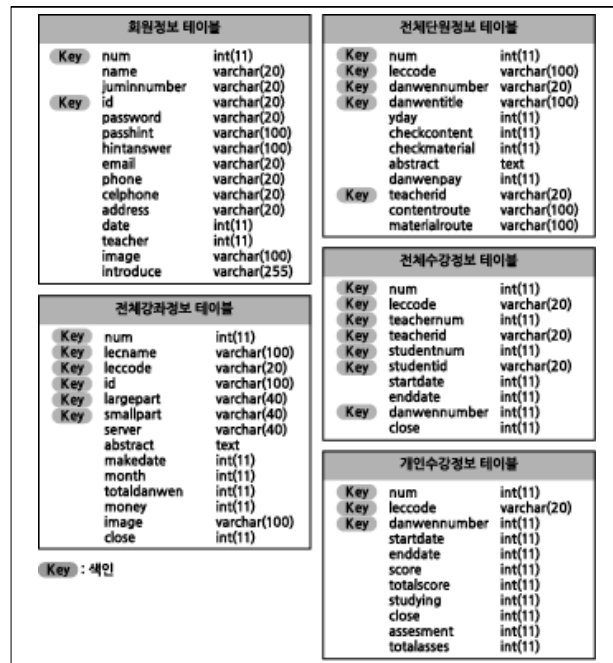 회원정보 테이블
Key num int(11)
name varchar(20)
juminnumber varchar(20)
Key id varchar(20)
password varchar(20)
passhint varchar(100)
hintanswer varchar(100)
email varchar(20)
phone varchar(20)
celphone varchar(20)
address varchar(20)
date int(11)
teacher int(11)
image varchar(100)
introduce varchar(255)
전체강좌정보 테이블
Key num int(11)
Key lecname varchar(100)
Key leccode varchar(20)
Key id varchar(100)
Key largepart varchar(40)
Key smallpart varchar(40)
server varchar(40)
abstract text
makedate int(11)
month int(11)
totaldanwen int(11)
money int(11)
image varchar(100)
close int(11)
Key : 색인
전체단원정보 테이블
Key num int(11)
Key leccode varchar(100)
Key danwennumber varchar(20)
Key danwentitle varchar(100)
yday int(11)
checkcontent int(11)
checkmaterial int(11)
abstract text
danwenpay int(11)
Key teacherid varchar(20)
contentroute varchar(100)
materialroute varchar(100)
전체수강정보 테이블
Key num int(11)
Key leccode varchar(20)
Key teachernum int(11)
Key teacherid varchar(20)
Key studentnum int(11)
Key studentid varchar(20)
startdate int(11)
enddate int(11)
Key danwennumber int(11)
close int(11)
개인수강정보 테이블
Key num int(11)
Key leccode varchar(20)
Key danwennumber int(11)
startdate int(11)
enddate int(11)
score int(11)
totalscore int(11)
studying int(11)
close int(11)
assesment int(11)
totalasses int(11)